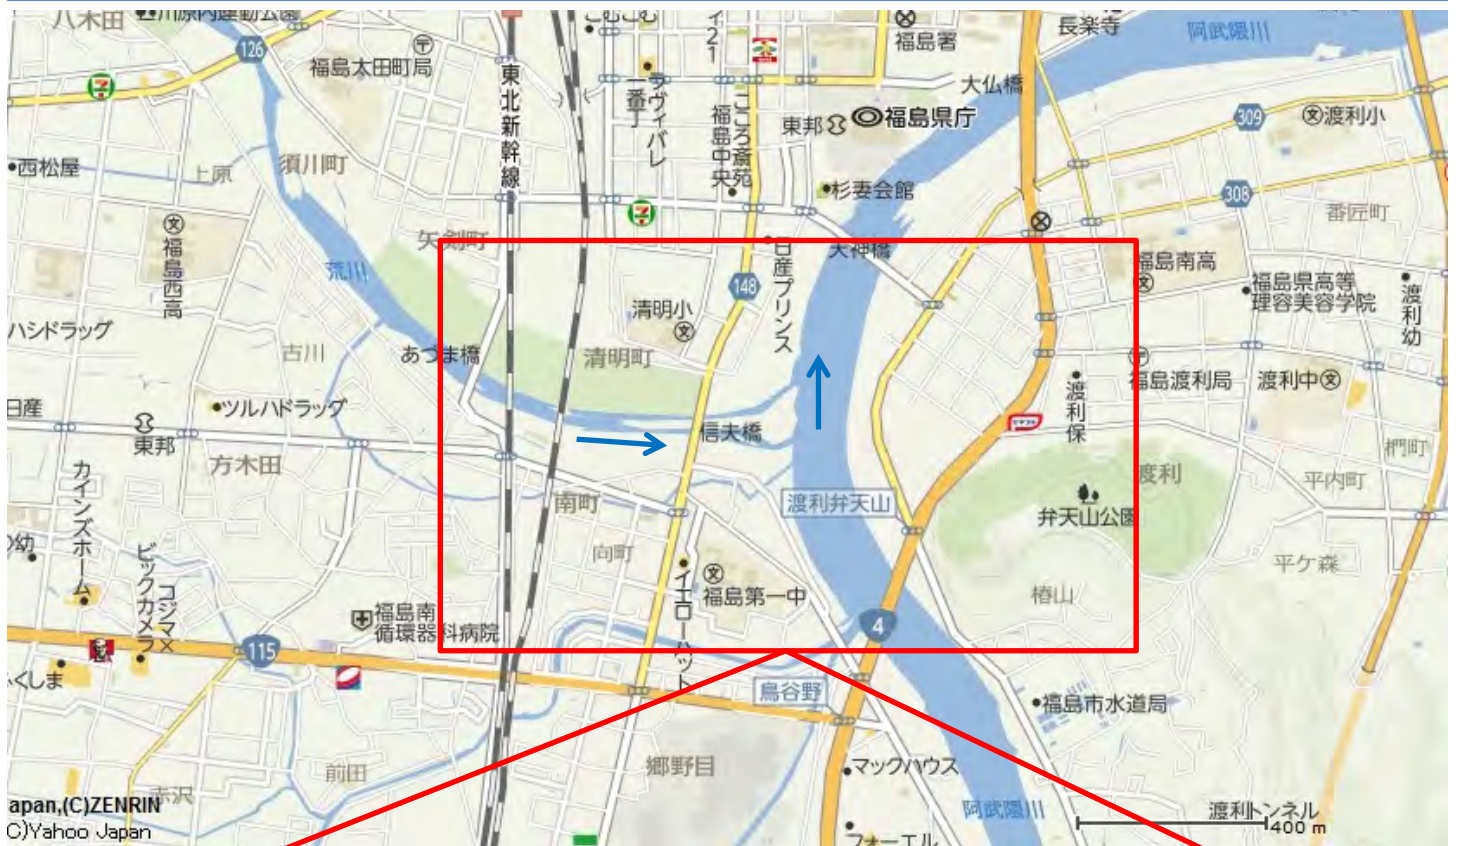 八木田
126
福島太田町局
東北新幹線
一番丁
ラヴィバレ
21
福島署
長楽寺
阿武隈川
大仏橋
福島中央
こころ斎苑
東邦
福島県庁
309
渡利小
西松屋
上原
須川町
杉妻会館
308
番匠町
福島西高
矢剣町
荒川
148
清明小
日産プリンス
天神橋
福島南高
福島県高等
理容美容学院
渡利幼
ハシドラッグ
古川
あづま橋
清明町
福島渡利局
渡利中
日産
ツルハドラッグ
東邦
信夫橋
渡利保
方木田
カインズホーム
南町
渡利弁天山
渡利
弁天山公園
椚町
平内町
幼
ビックカメラ
コジマ×
向町
イエローハット
福島第一中
椿山
平ケ森
福島南
循環器科病院
115
4
くしま
鳥谷野
福島市水道局
前田
郷野目
マックハウス
赤沢
apan,(C)ZENRIN
C)Yahoo Japan
阿武隈川
渡利トンネル
400 m
フォーエル